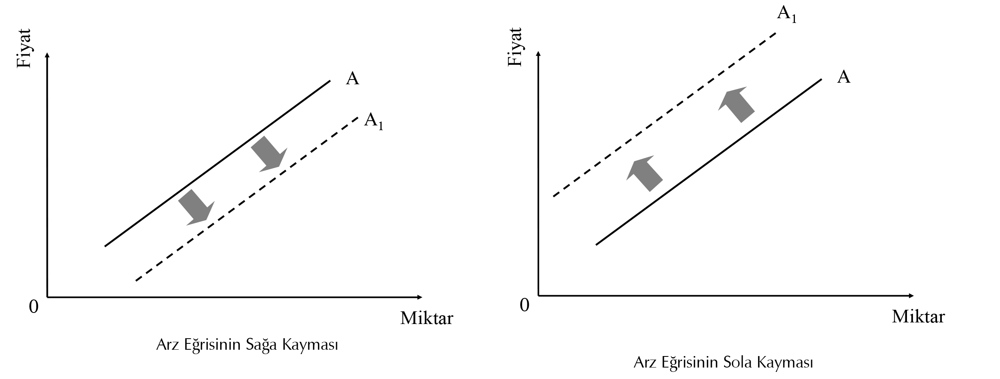 Fiyat
A
A₁
0
Miktar
Arz Eğrisinin Sağa Kayması
Fiyat
A₁
A
0
Miktar
Arz Eğrisinin Sola Kayması